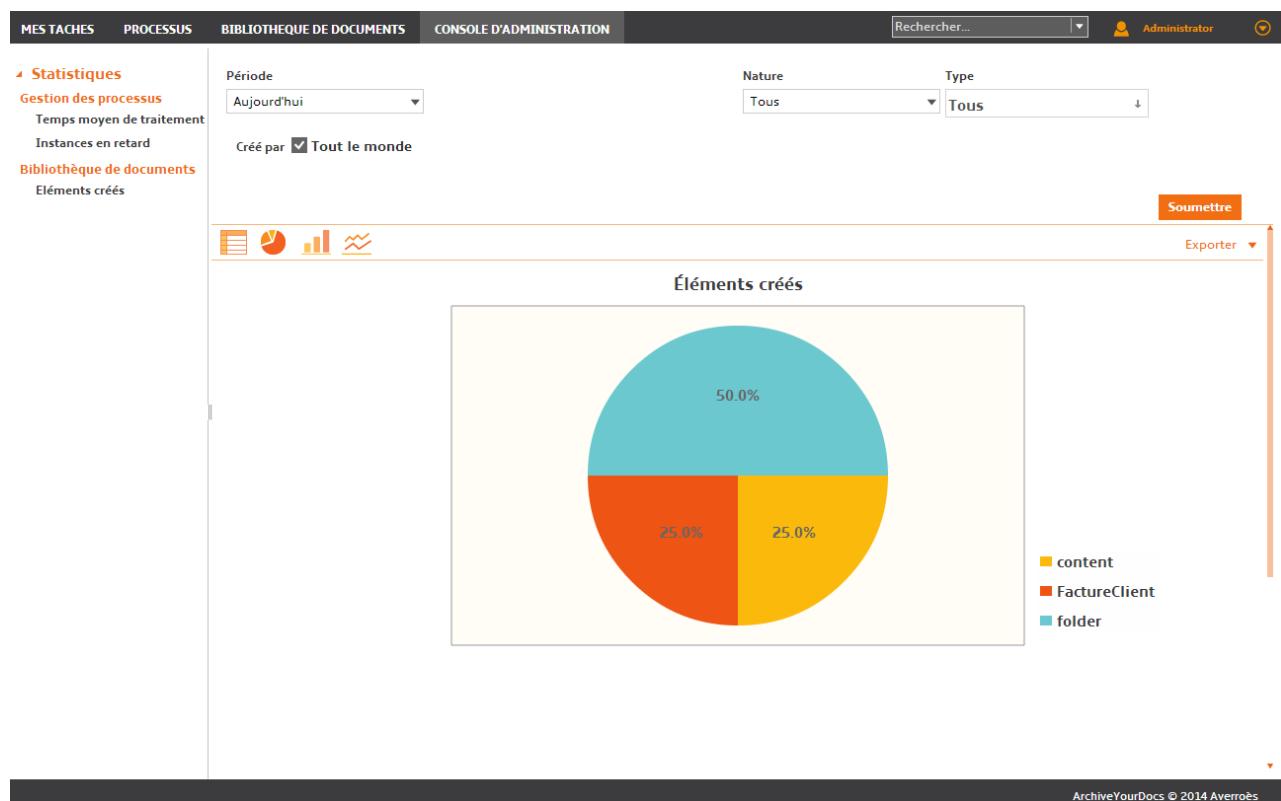 MES TACHES PROCESSUS BIBLIOTHEQUE DE DOCUMENTS CONSOLE D'ADMINISTRATION Rechercher... Administrator
Statistiques
Gestion des processus
Temps moyen de traitement
Instances en retard
Bibliothèque de documents
Eléments créés
Période Nature Type
Aujourd'hui Tous Tous
Créé par Tout le monde
Soumettre
Exporter
Éléments créés
50.0%
25.0% 25.0%
content
FactureClient
folder
ArchiveYourDocs © 2014 Averroès